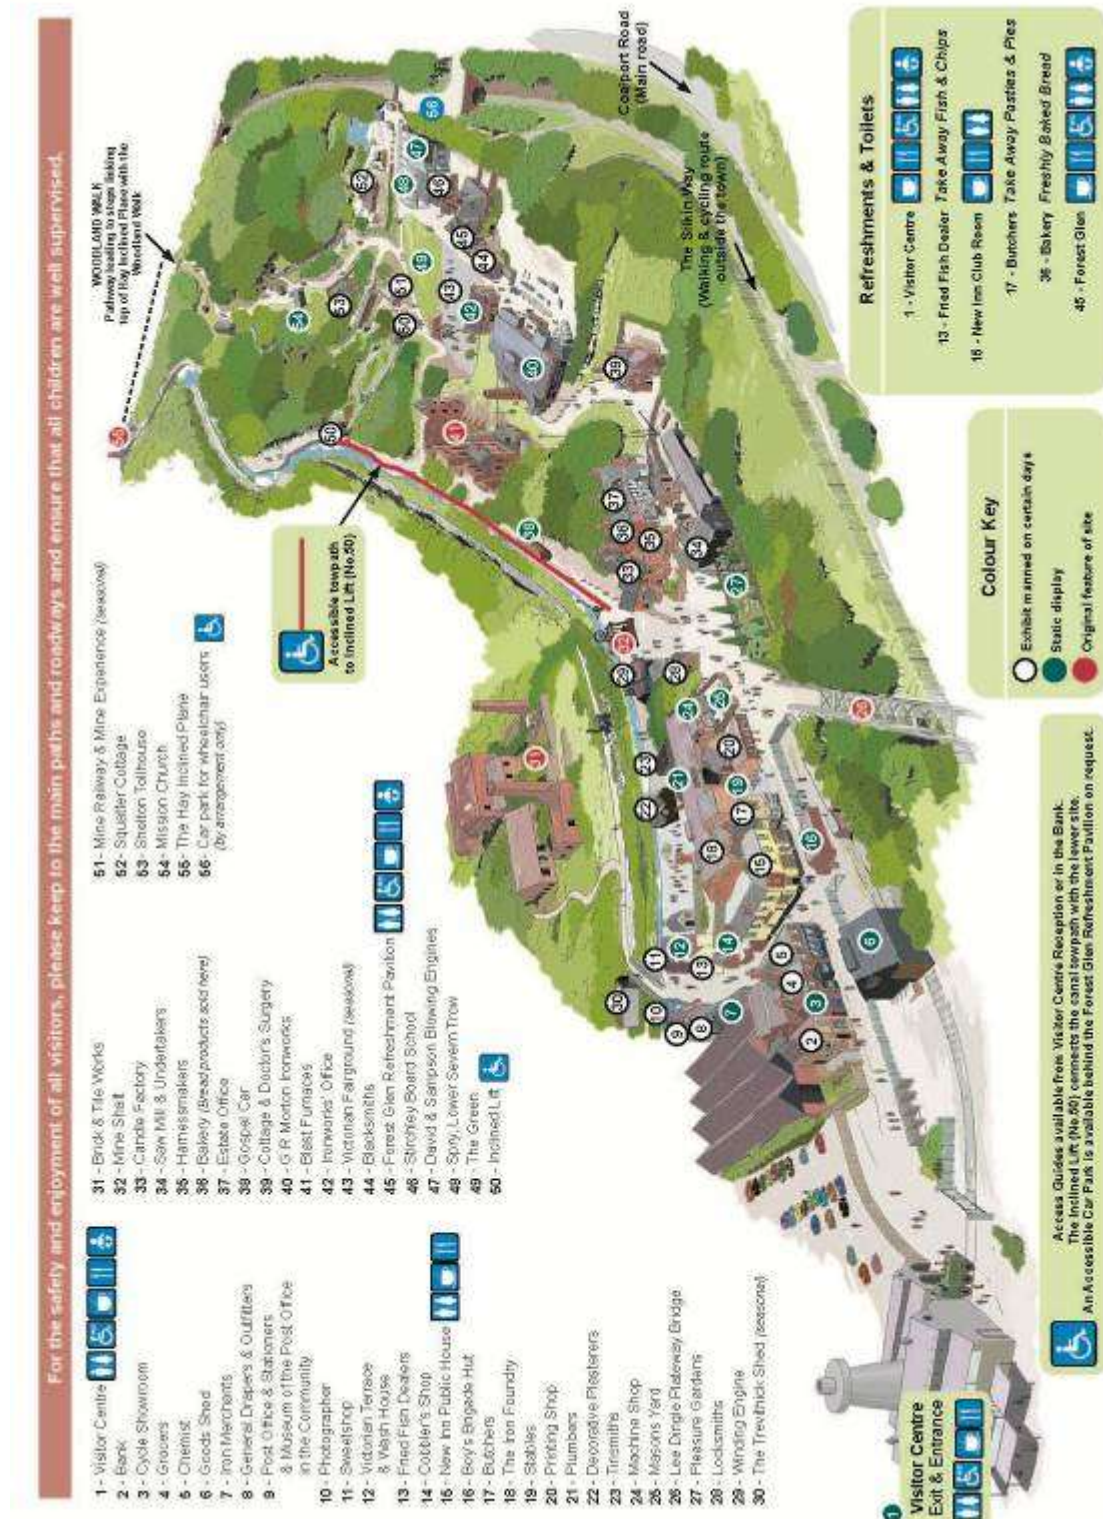 For the safety and enjoyment of all visitors, please keep to the main paths and roadways and ensure that all children are well supervised.
1 - Visitor Centre
2 - Bank
3 - Cycle Showroom
4 - Grocers
5 - Chemist
6 - Goods Shed
7 - Iron Merchants
8 - General Drapers & Outfitters
9 - Post Office & Stationers
& Museum of the Post Office
in the Community
10 - Photographer
11 - Sweetshop
12 - Victorian Terrace
& Wash House
13 - Fried Fish Dealers
14 - Cobbler's Shop
15 - New Inn Public House
16 - Boy's Brigade Hut
17 - Butchers
18 - The Iron Foundry
19 - Stables
20 - Printing Shop
21 - Plumbers
22 - Decorative Plasterers
23 - Tinsmiths
24 - Machine Shop
25 - Masons Yard
26 - Lee Dingle Plateway Bridge
27 - Pleasure Gardens
28 - Locksmiths
29 - Winding Engine
30 - The Trevithick Shed (seasonal)
31 - Brick & Tile Works
32 - Mine Shaft
33 - Candle Factory
34 - Saw Mill & Undertakers
35 - Harnessmakers
36 - Bakery (Bread products sold here)
37 - Estate Office
38 - Gospel Car
39 - Cottage & Doctor's Surgery
40 - G R Morton Ironworks
41 - Blast Furnaces
42 - Ironworks' Office
43 - Victorian Fairground (seasonal)
44 - Blacksmiths
45 - Forest Glen Refreshment Pavilion
46 - Stirchley Board School
47 - David & Sampson Blowing Engines
48 - Spry, Lower Severn Trow
49 - The Green
50 - Inclined Lift
51 - Mine Railway & Mine Experience (seasonal)
52 - Squatter Cottage
53 - Shelton Tollhouse
54 - Mission Church
55 - The Hay Inclined Plane
56 - Car park for wheelchair users
(by arrangement only)
Accessible towpath
to Inclined Lift (No.50)
WOODLAND WALK
Pathway leading to steps linking
top of Hay Inclined Plane with the
Woodland Walk
Coalport Road
(Main road)
The Silkin Way
(Walking & cycling route
outside the town)
1
Visitor Centre
Exit & Entrance
Access Guides available from Visitor Centre Reception or in the Bank.
The Inclined Lift (No.50) connects the canal towpath with the lower site.
An Accessible Car Park is available behind the Forest Glen Refreshment Pavilion on request.
Colour Key
Exhibit manned on certain days
Static display
Original feature of site
Refreshments & Toilets
1 - Visitor Centre
13 - Fried Fish Dealer Take Away Fish & Chips
15 - New Inn Club Room
17 - Butchers Take Away Pasties & Pies
36 - Bakery Freshly Baked Bread
45 - Forest Glen